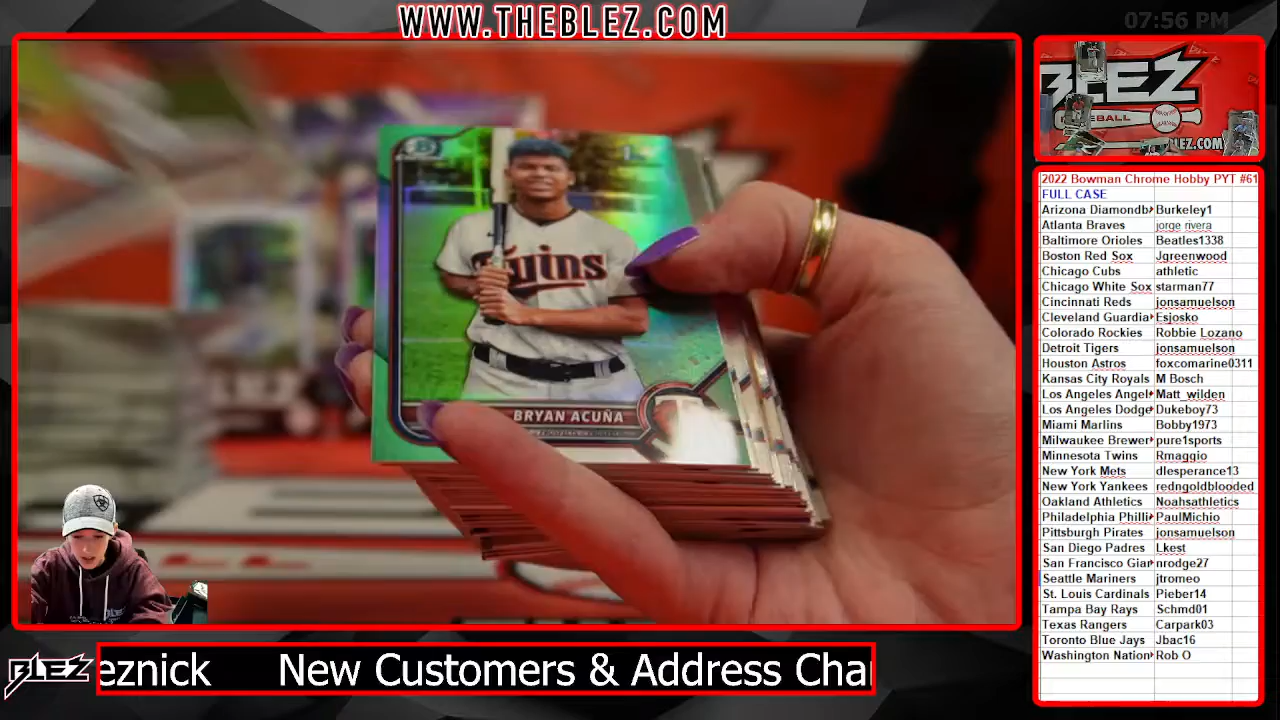 WWW.THEBLEZ.COM
07:56 PM
BLEZ
BASEBALL
.COM
Twins
BRYAN ACUÑA
2022 Bowman Chrome Hobby PYT #61
FULL CASE
Arizona Diamondb Burkeley1
Atlanta Braves jorge rivera
Baltimore Orioles Beatles1338
Boston Red Sox Jgreenwood
Chicago Cubs athletic
Chicago White Sox starman77
Cincinnati Reds jonsamuelson
Cleveland Guardia Esjosko
Colorado Rockies Robbie Lozano
Detroit Tigers jonsamuelson
Houston Astros foxcomarine0311
Kansas City Royals M Bosch
Los Angeles Angel Matt_wilden
Los Angeles Dodge Dukeboy73
Miami Marlins Bobby1973
Milwaukee Brewer pure1sports
Minnesota Twins Rmaggio
New York Mets dlesperance13
New York Yankees redngoldblooded
Oakland Athletics Noahsathletics
Philadelphia Philli PaulMichio
Pittsburgh Pirates jonsamuelson
San Diego Padres Lkest
San Francisco Giar nrodge27
Seattle Mariners jtromeo
St. Louis Cardinals Pieber14
Tampa Bay Rays Schmd01
Texas Rangers Carpark03
Toronto Blue Jays Jbac16
Washington Nation Rob O
BLEZ
eznick New Customers & Address Cha